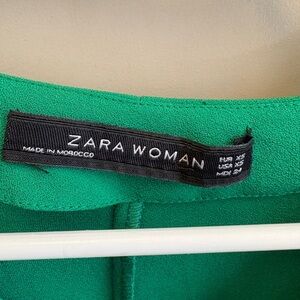 ZARA WOMAN
MADE IN MOROCCO
EUR XS
USA XS
MEX 24